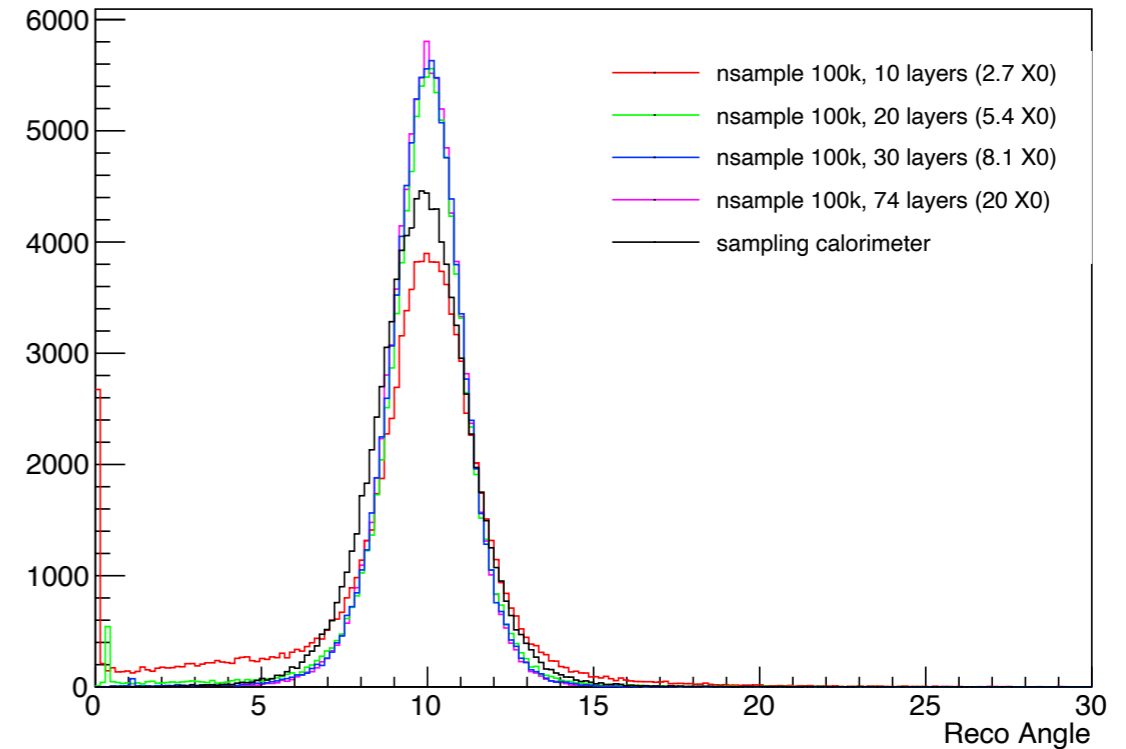 6000
5000
4000
3000
2000
1000
0
nsample 100k, 10 layers (2.7 X0)
nsample 100k, 20 layers (5.4 X0)
nsample 100k, 30 layers (8.1 X0)
nsample 100k, 74 layers (20 X0)
sampling calorimeter
0 5 10 15 20 25 30
Reco Angle